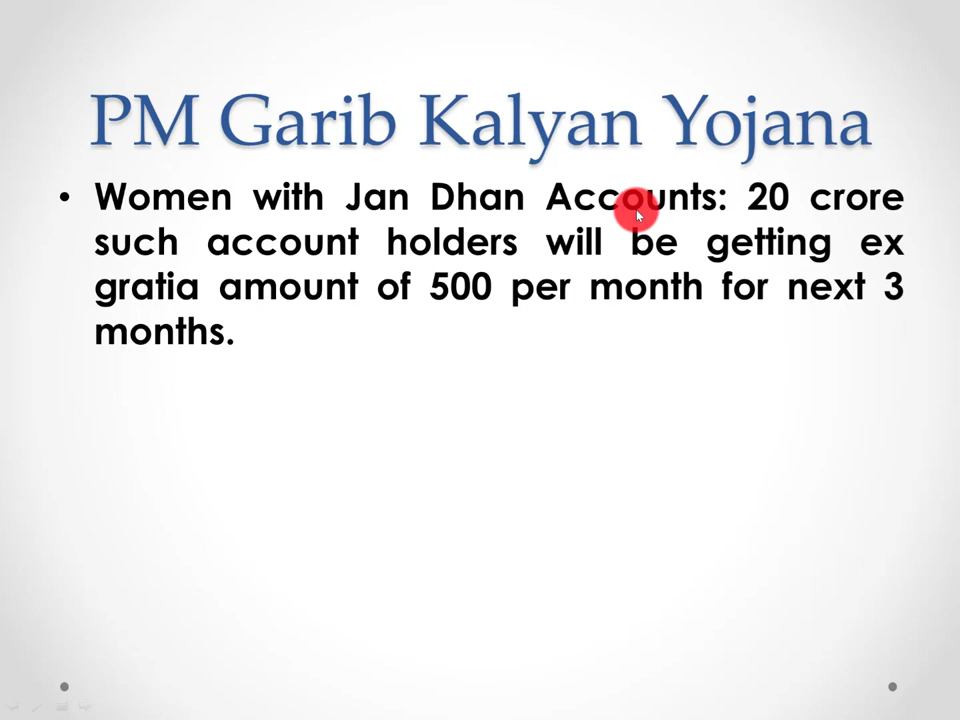 PM Garib Kalyan Yojana
• Women with Jan Dhan Accounts: 20 crore
such account holders will be getting ex
gratia amount of 500 per month for next 3
months.